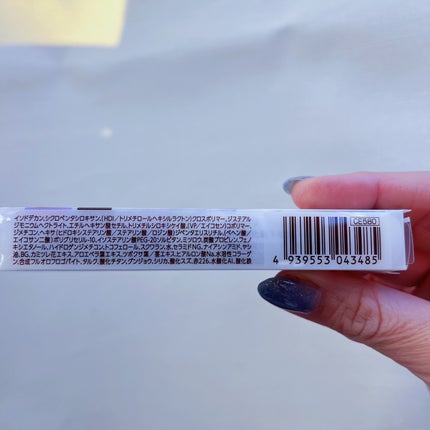 イソドデカン,シクロペンタシロキサン,(HDI/トリメチロールヘキシルラクトン)クロスポリマー,ジステアル
ジモニウムヘクトライト,エチルヘキサン酸セチル,トリメチルシロキシケイ酸,(VP/エイコセン)コポリマー,
ジメチコン,ヘキサ(ヒドロキシステアリン酸/ステアリン酸/ロジン酸)ジペンタエリスリチル,(ベヘン酸/
エイコサン二酸)ポリグリセリル-10,イソステアリン酸PEG-20ソルビタン,ミツロウ,炭酸プロピレン,フェノ
キシエタノール,ハイドロゲンジメチコン,トコフェロール,スクワラン,水,セラミドNG,ナイアシンアミド,ヤシ
油,BG,カミツレ花エキス,アロエベラ葉エキス,ツボクサ葉/茎エキス,ヒアルロン酸Na,水溶性コラーゲ
ン,合成フルオロフロゴパイト,タルク,酸化チタン,グンジョウ,シリカ,酸化スズ,赤226,水酸化Al,酸化鉄
CE560
4 939553 043485